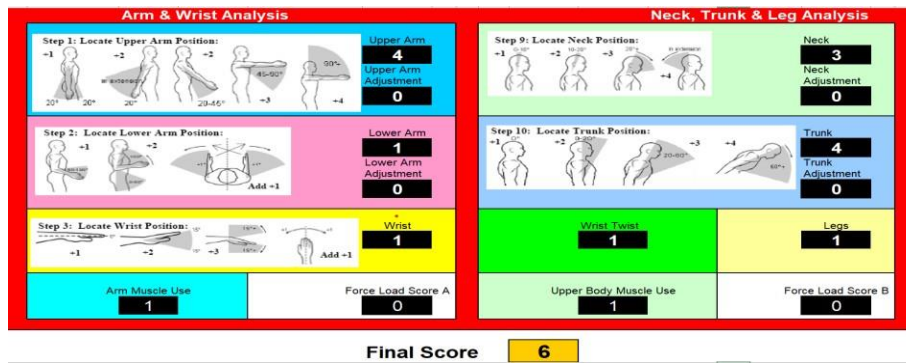 Arm & Wrist Analysis
Step 1: Locate Upper Arm Position:
+1
+2
+2
20° 20°
in extension
20°
20-45°
45-90°
+3
90°+
+4
Upper Arm
4
Upper Arm
Adjustment
0
Step 2: Locate Lower Arm Position:
+1
+2
Add +1
Lower Arm
1
Lower Arm
Adjustment
0
Step 3: Locate Wrist Position:
+1
+2
+3
Add +1
Wrist
1
Arm Muscle Use
1
Force Load Score A
0
Neck, Trunk & Leg Analysis
Step 9: Locate Neck Position:
+1
0-10°
+2
10-20°
+3
20°+
+4
in extension
Neck
3
Neck
Adjustment
0
Step 10: Locate Trunk Position:
+1
0°
+2
0-20°
+3
20-60°
+4
60°+
Trunk
4
Trunk
Adjustment
0
Wrist Twist
1
Legs
1
Upper Body Muscle Use
1
Force Load Score B
0
Final Score 6